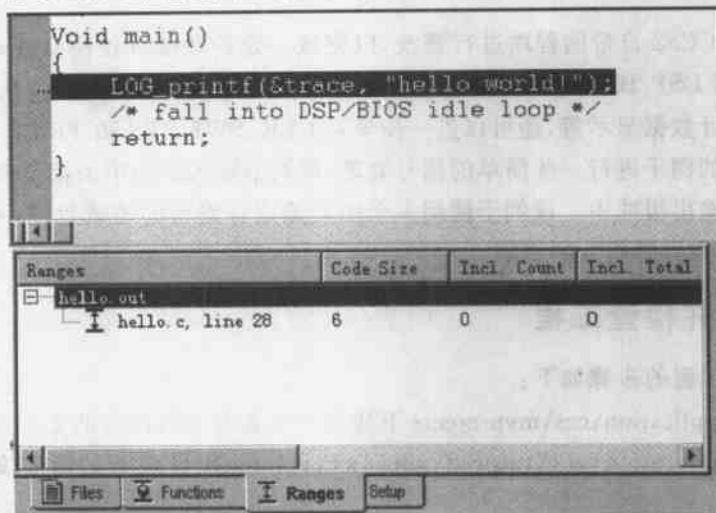 Void main()
{
LOG_printf(&trace, "hello world!");
/* fall into DSP/BIOS idle loop */
return;
}
Ranges Code Size Incl. Count Incl. Total
hello.out
hello.c, line 28 6 0 0
Files Functions Ranges Setup